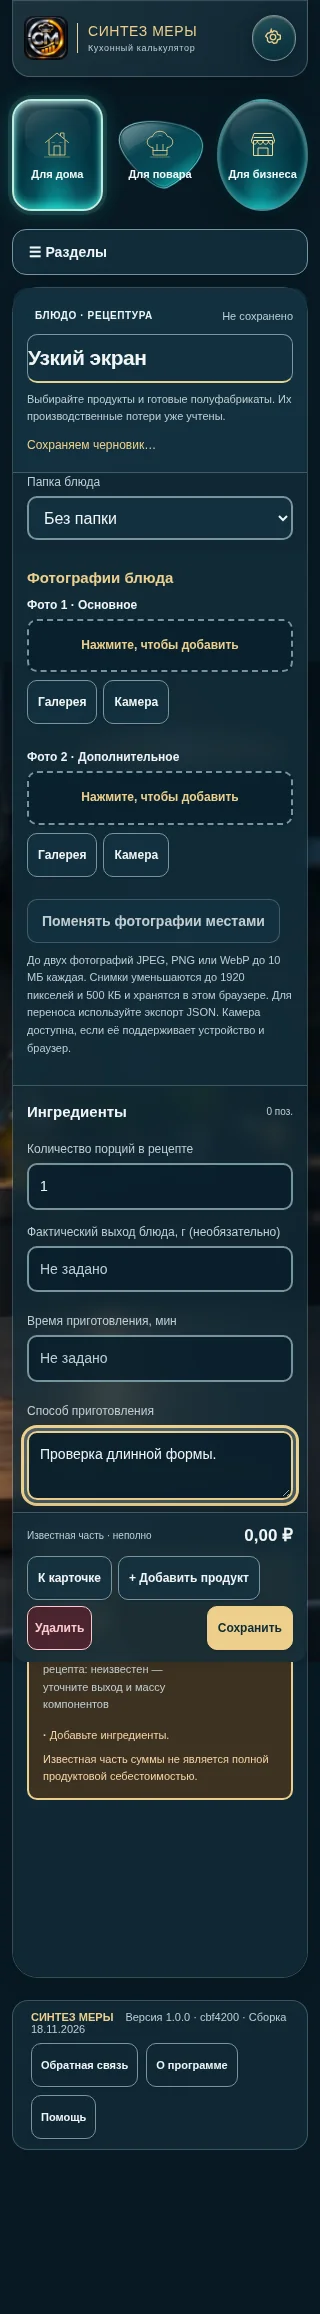 СМ
СИНТЕЗ МЕРЫ
Кухонный калькулятор
Для дома
Для повара
Для бизнеса
☰ Разделы
БЛЮДО · РЕЦЕПТУРА
Не сохранено
Узкий экран
Выбирайте продукты и готовые полуфабрикаты. Их
производственные потери уже учтены.
Сохраняем черновик…
Папка блюда
Без папки
Фотографии блюда
Фото 1 · Основное
Нажмите, чтобы добавить
Галерея
Камера
Фото 2 · Дополнительное
Нажмите, чтобы добавить
Галерея
Камера
Поменять фотографии местами
До двух фотографий JPEG, PNG или WebP до 10
МБ каждая. Снимки уменьшаются до 1920
пикселей и 500 КБ и хранятся в этом браузере. Для
переноса используйте экспорт JSON. Камера
доступна, если её поддерживает устройство и
браузер.
Ингредиенты
0 поз.
Количество порций в рецепте
1
Фактический выход блюда, г (необязательно)
Не задано
Время приготовления, мин
Не задано
Способ приготовления
Проверка длинной формы.
Известная часть · неполно
0,00 ₽
К карточке
+ Добавить продукт
Удалить
Сохранить
рецепта: неизвестен —
уточните выход и массу
компонентов
· Добавьте ингредиенты.
Известная часть суммы не является полной
продуктовой себестоимостью.
СИНТЕЗ МЕРЫ Версия 1.0.0 · cbf4200 · Сборка
18.11.2026
Обратная связь
О программе
Помощь